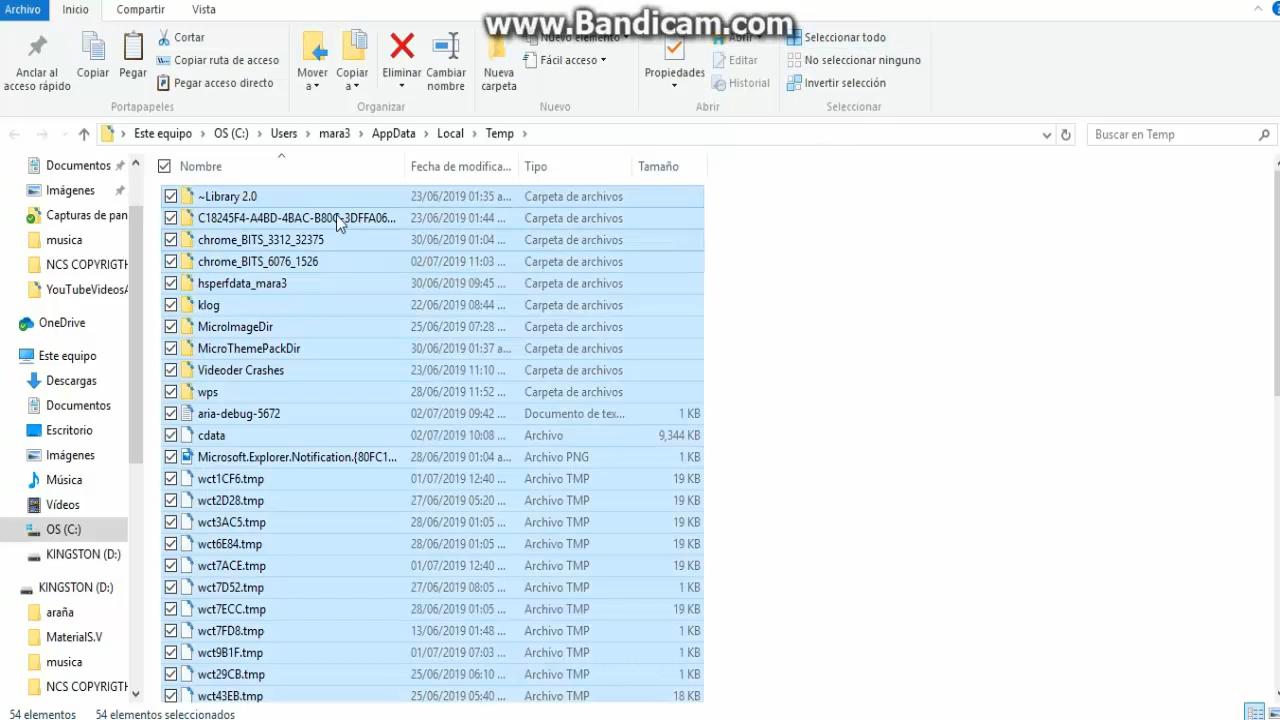 Archivo Inicio Compartir Vista
www.Bandicam.com
Anclar al acceso rápido
Copiar
Pegar
Cortar
Copiar ruta de acceso
Pegar acceso directo
Portapapeles
Mover a
Copiar a
Eliminar
Cambiar nombre
Organizar
Nueva carpeta
Nuevo elemento
Fácil acceso
Nuevo
Propiedades
Abrir
Editar
Historial
Abrir
Seleccionar todo
No seleccionar ninguno
Invertir selección
Seleccionar
Este equipo > OS (C:) > Users > mara3 > AppData > Local > Temp >
Buscar en Temp
Documentos
Imágenes
Capturas de pan
musica
NCS COPYRIGTH
YouTubeVideosA
OneDrive
Este equipo
Descargas
Documentos
Escritorio
Imágenes
Música
Vídeos
OS (C:)
KINGSTON (D:)
KINGSTON (D:)
araña
MaterialS.V
musica
NCS COPYRIGTH
Nombre Fecha de modifica... Tipo Tamaño
~Library 2.0 23/06/2019 01:35 a... Carpeta de archivos
C18245F4-A4BD-4BAC-B80C-3DFFA06... 23/06/2019 01:44 ... Carpeta de archivos
chrome_BITS_3312_32375 30/06/2019 01:04 ... Carpeta de archivos
chrome_BITS_6076_1526 02/07/2019 11:03 ... Carpeta de archivos
hsperfdata_mara3 30/06/2019 09:45 ... Carpeta de archivos
klog 22/06/2019 08:44 ... Carpeta de archivos
MicroImageDir 25/06/2019 07:28 ... Carpeta de archivos
MicroThemePackDir 30/06/2019 01:37 a... Carpeta de archivos
Videoder Crashes 23/06/2019 11:10 ... Carpeta de archivos
wps 28/06/2019 11:52 ... Carpeta de archivos
aria-debug-5672 02/07/2019 09:42 ... Documento de tex... 1 KB
cdata 02/07/2019 10:08 ... Archivo 9,344 KB
Microsoft.Explorer.Notification.{80FC1... 28/06/2019 01:04 a... Archivo PNG 1 KB
wct1CF6.tmp 01/07/2019 12:40 ... Archivo TMP 19 KB
wct2D28.tmp 27/06/2019 05:20 ... Archivo TMP 19 KB
wct3AC5.tmp 28/06/2019 01:05 ... Archivo TMP 19 KB
wct6E84.tmp 28/06/2019 01:05 ... Archivo TMP 19 KB
wct7ACE.tmp 01/07/2019 12:40 ... Archivo TMP 19 KB
wct7D52.tmp 27/06/2019 08:05 ... Archivo TMP 1 KB
wct7ECC.tmp 28/06/2019 01:05 ... Archivo TMP 19 KB
wct7FD8.tmp 13/06/2019 01:48 ... Archivo TMP 1 KB
wct9B1F.tmp 01/07/2019 07:03 ... Archivo TMP 1 KB
wct29CB.tmp 25/06/2019 06:10 ... Archivo TMP 1 KB
wct43EB.tmp 25/06/2019 05:40 ... Archivo TMP 18 KB
54 elementos 54 elementos seleccionados